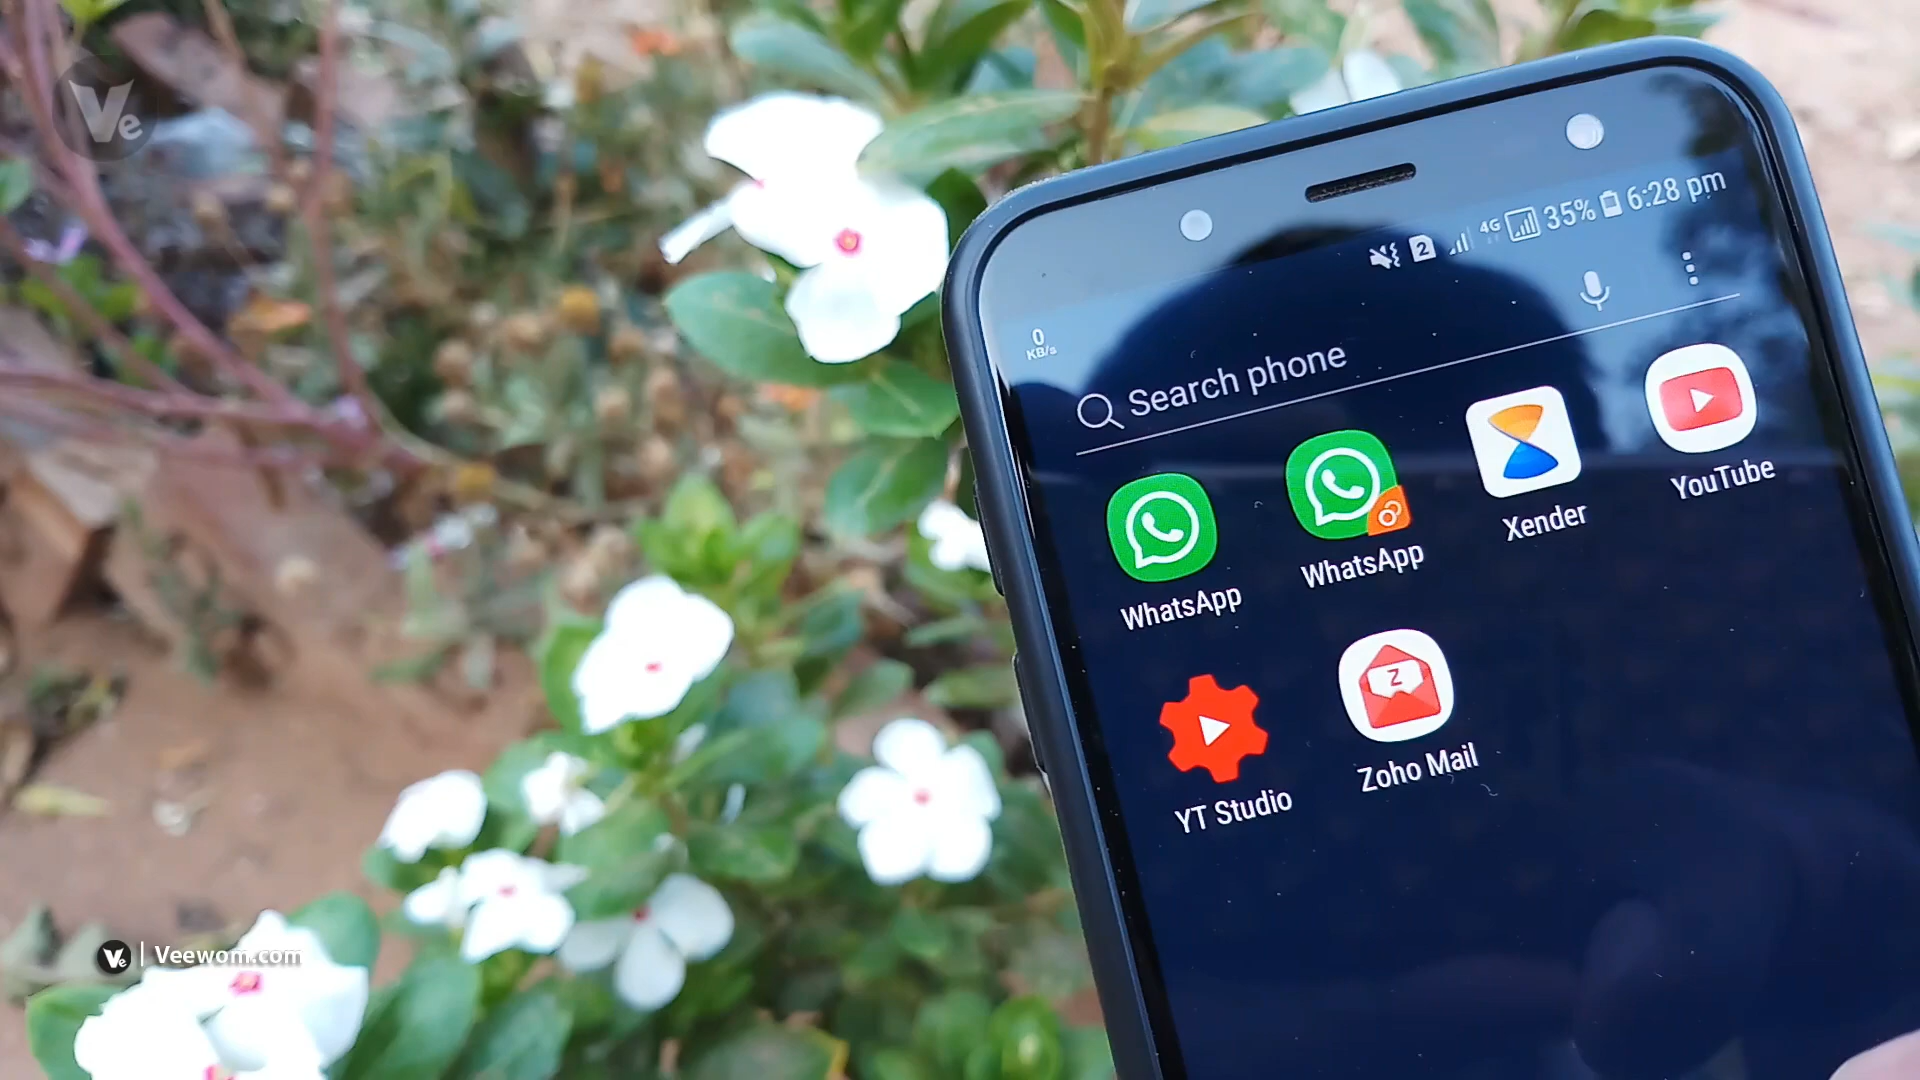 Ve
2 4G 35% 6:28 pm
0
KB/s
Search phone
WhatsApp
WhatsApp
Xender
YouTube
YT Studio
Z
Zoho Mail
Ve | Veewom.com